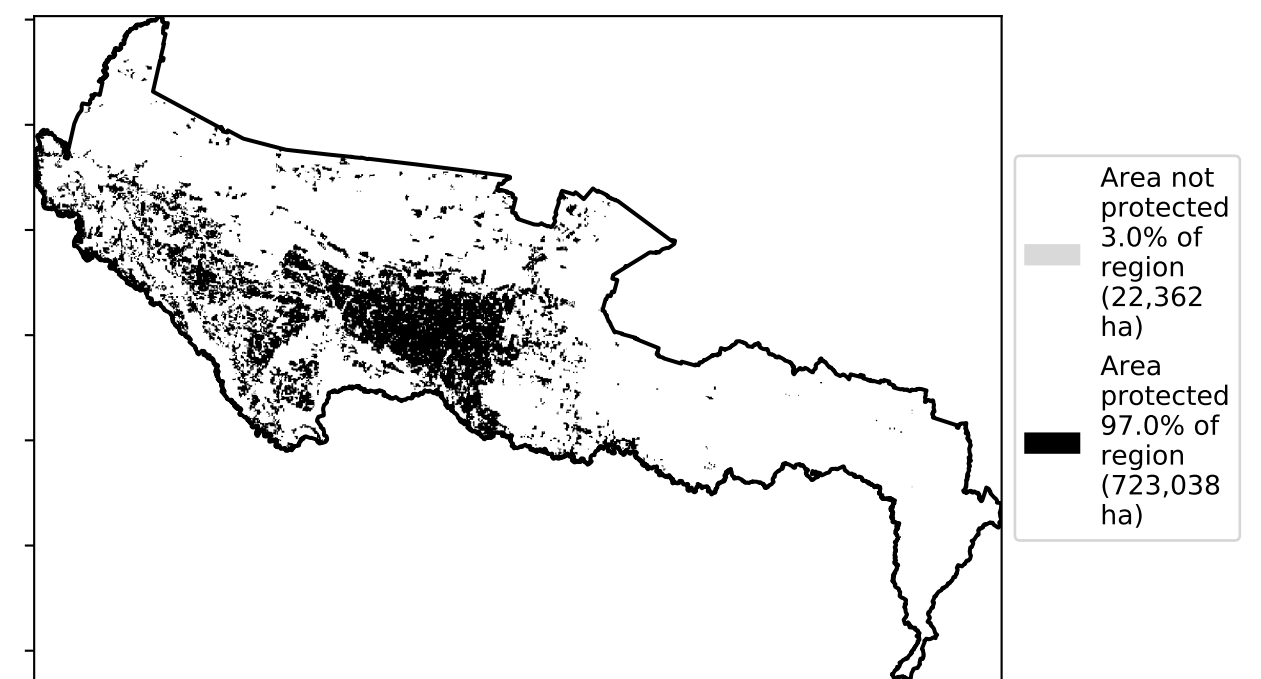 Area not
protected
3.0% of
region
(22,362
ha)
Area
protected
97.0% of
region
(723,038
ha)